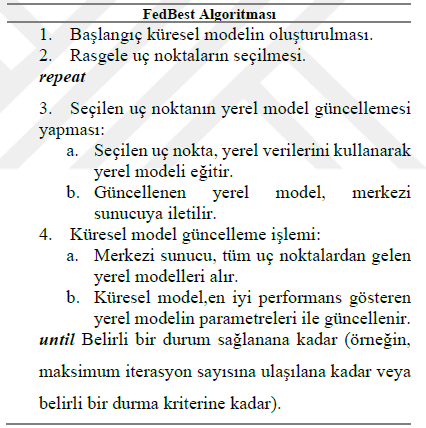 FedBest Algoritması
1. Başlangıç küresel modelin oluşturulması.
2. Rasgele uç noktaların seçilmesi.
repeat
3. Seçilen uç noktanın yerel model güncellemesi
yapması:
a. Seçilen uç nokta, yerel verilerini kullanarak
yerel modeli eğitir.
b. Güncellenen yerel model, merkezi
sunucuya iletilir.
4. Küresel model güncelleme işlemi:
a. Merkezi sunucu, tüm uç noktalardan gelen
yerel modelleri alır.
b. Küresel model,en iyi performans gösteren
yerel modelin parametreleri ile güncellenir.
until Belirli bir durum sağlanana kadar (örneğin,
maksimum iterasyon sayısına ulaşılana kadar veya
belirli bir durma kriterine kadar).